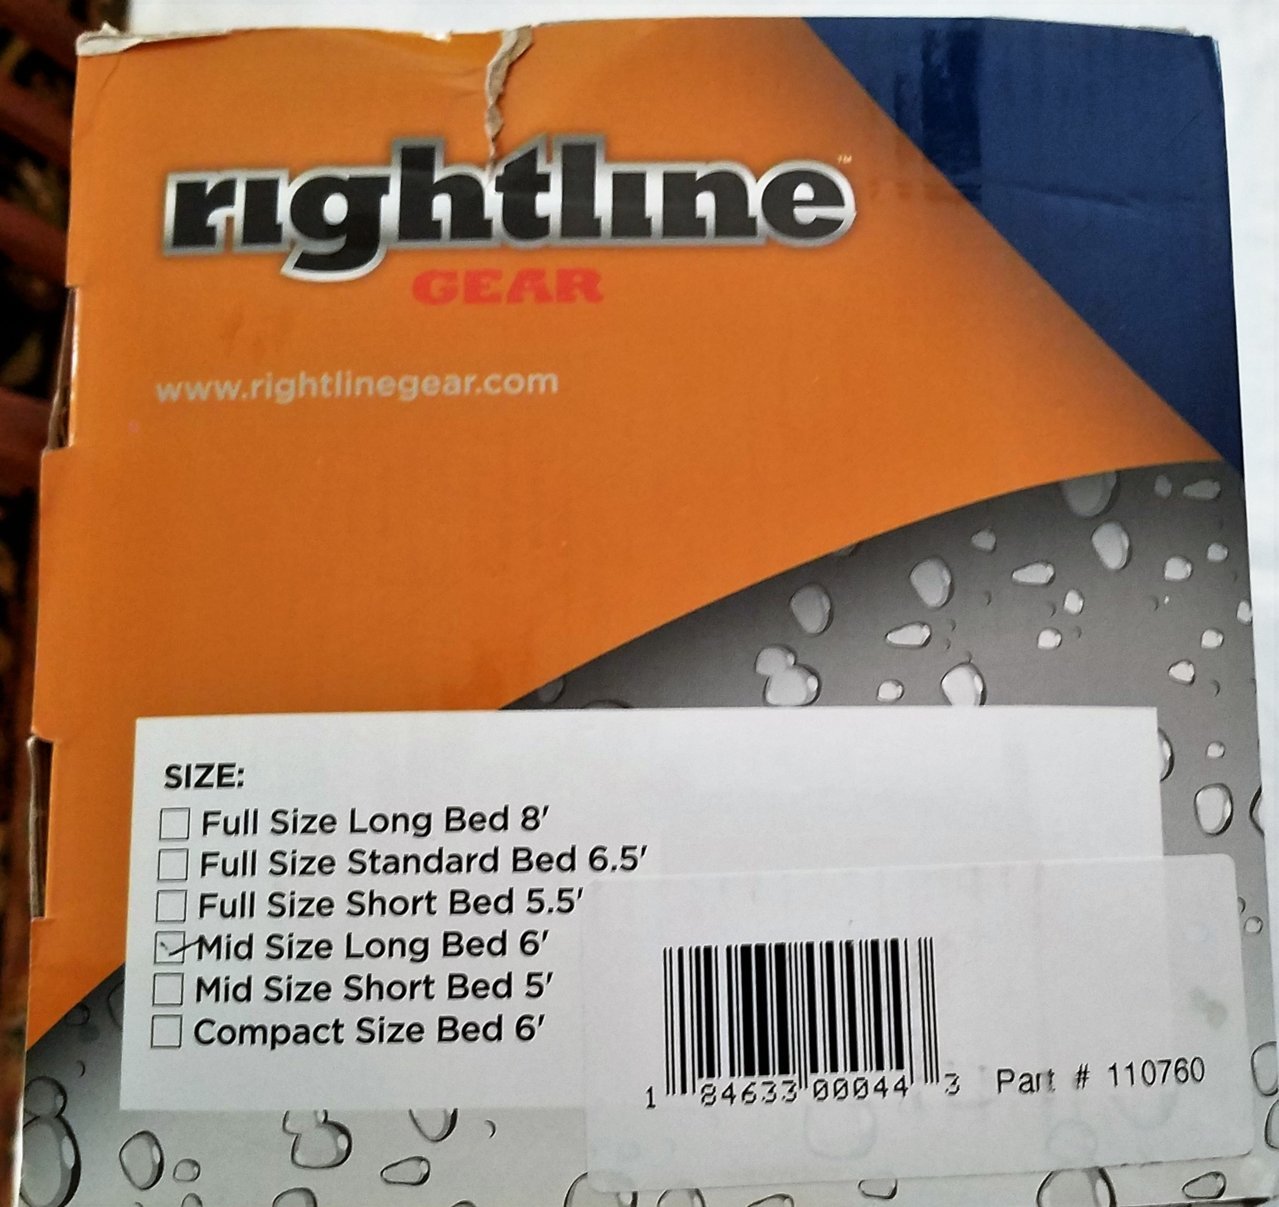 rightline™
GEAR
www.rightlinegear.com
SIZE:
Full Size Long Bed 8'
Full Size Standard Bed 6.5'
Full Size Short Bed 5.5'
Mid Size Long Bed 6'
Mid Size Short Bed 5'
Compact Size Bed 6'
1 84633 00044 3 Part # 110760